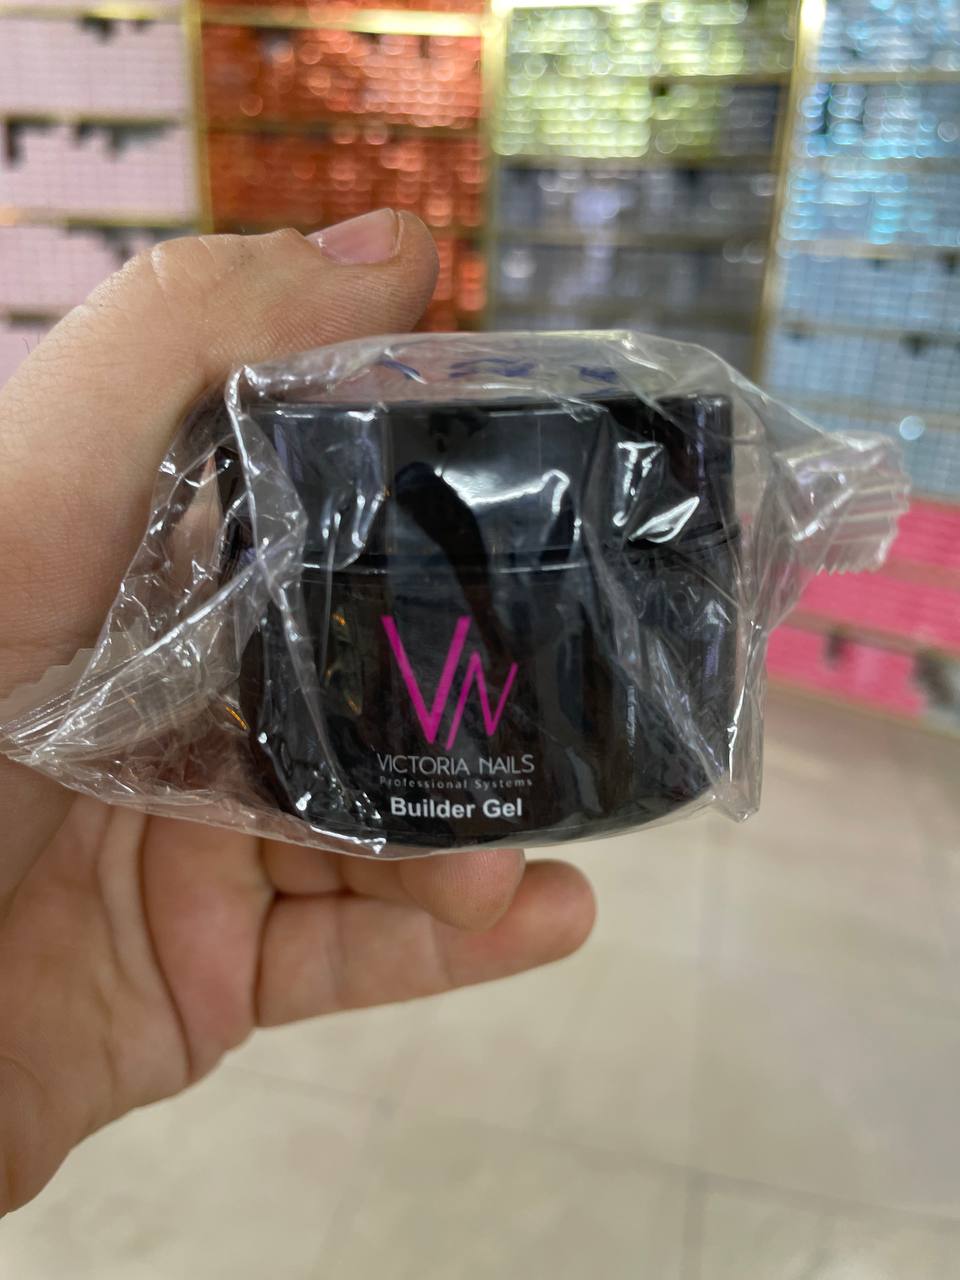 VN
VICTORIA NAILS
Professional Systems
Builder Gel